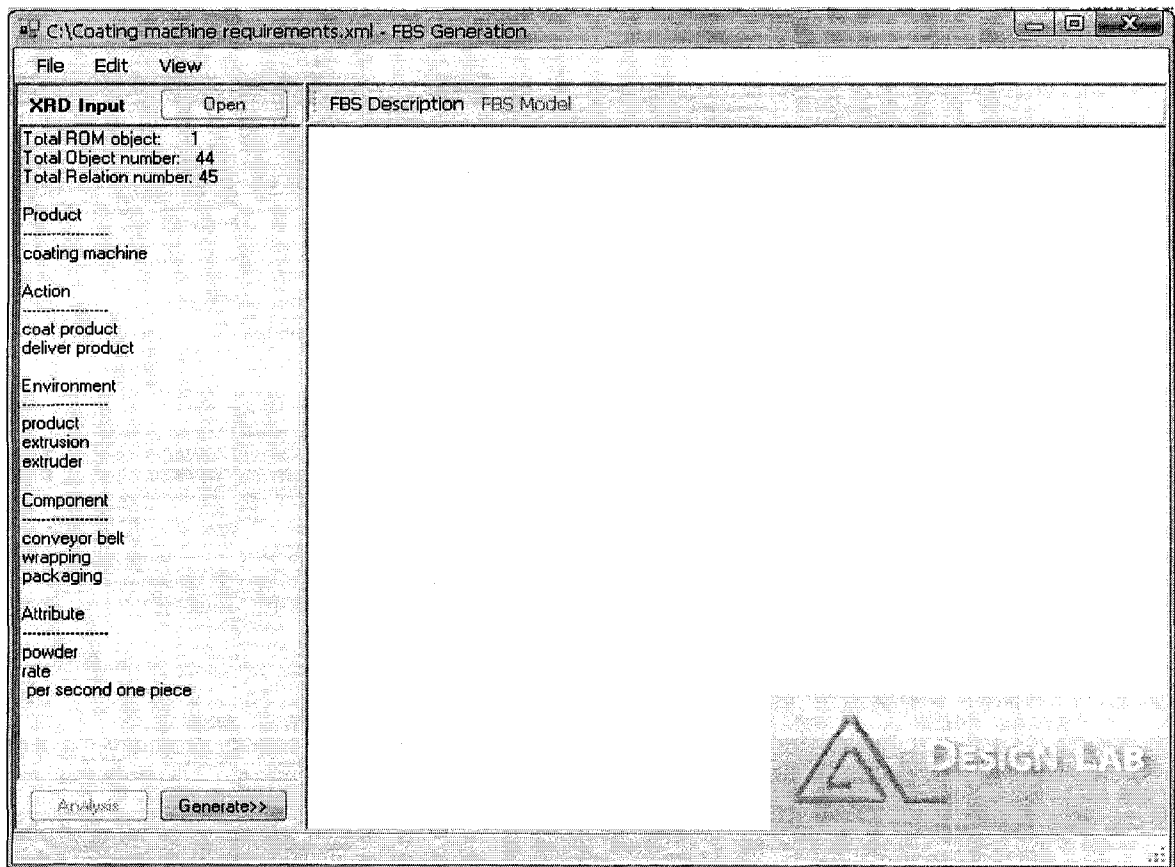 C:\Coating machine requirements.xml - FBS Generation
File Edit View
XRD Input Open FBS Description FBS Model
Total ROM object: 1
Total Object number: 44
Total Relation number: 45
Product
----------------
coating machine
Action
----------------
coat product
deliver product
Environment
----------------
product
extrusion
extruder
Component
----------------
conveyor belt
wrapping
packaging
Attribute
----------------
powder
rate
per second one piece
DESIGN LAB
Analysis Generate>>